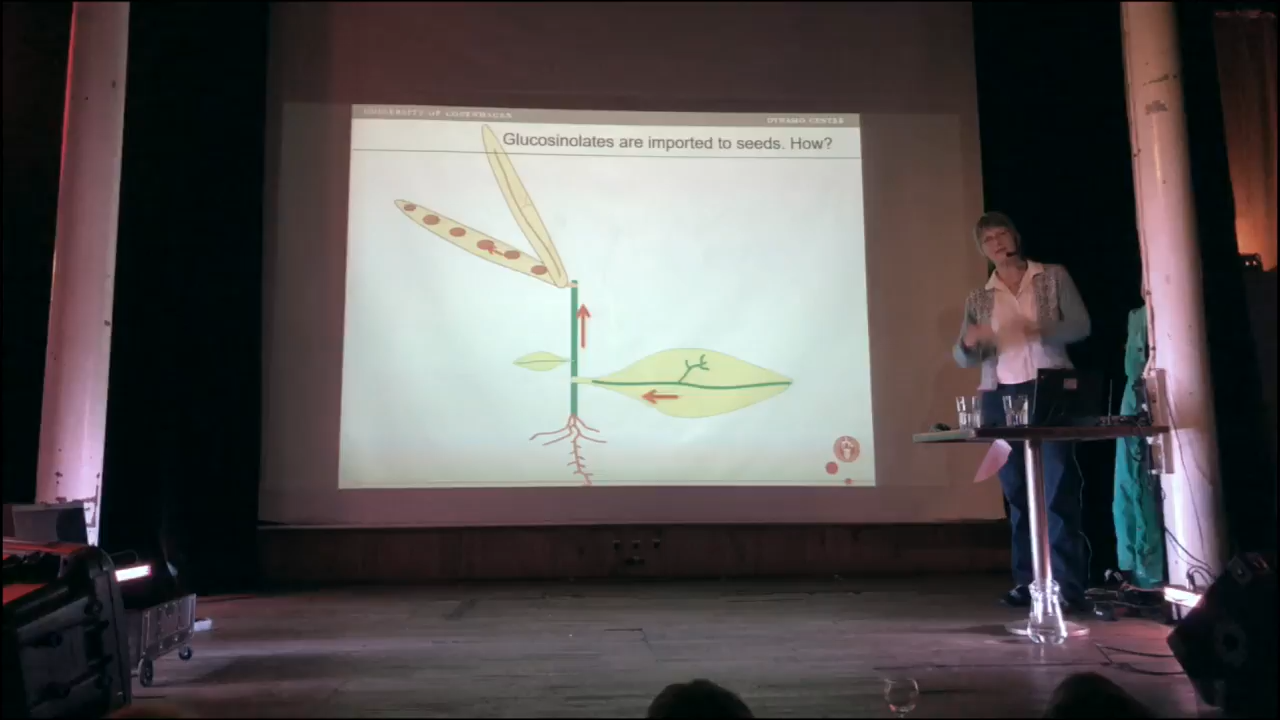 UNIVERSITY OF COPENHAGEN
DYNAMO CENTER
Glucosinolates are imported to seeds. How?